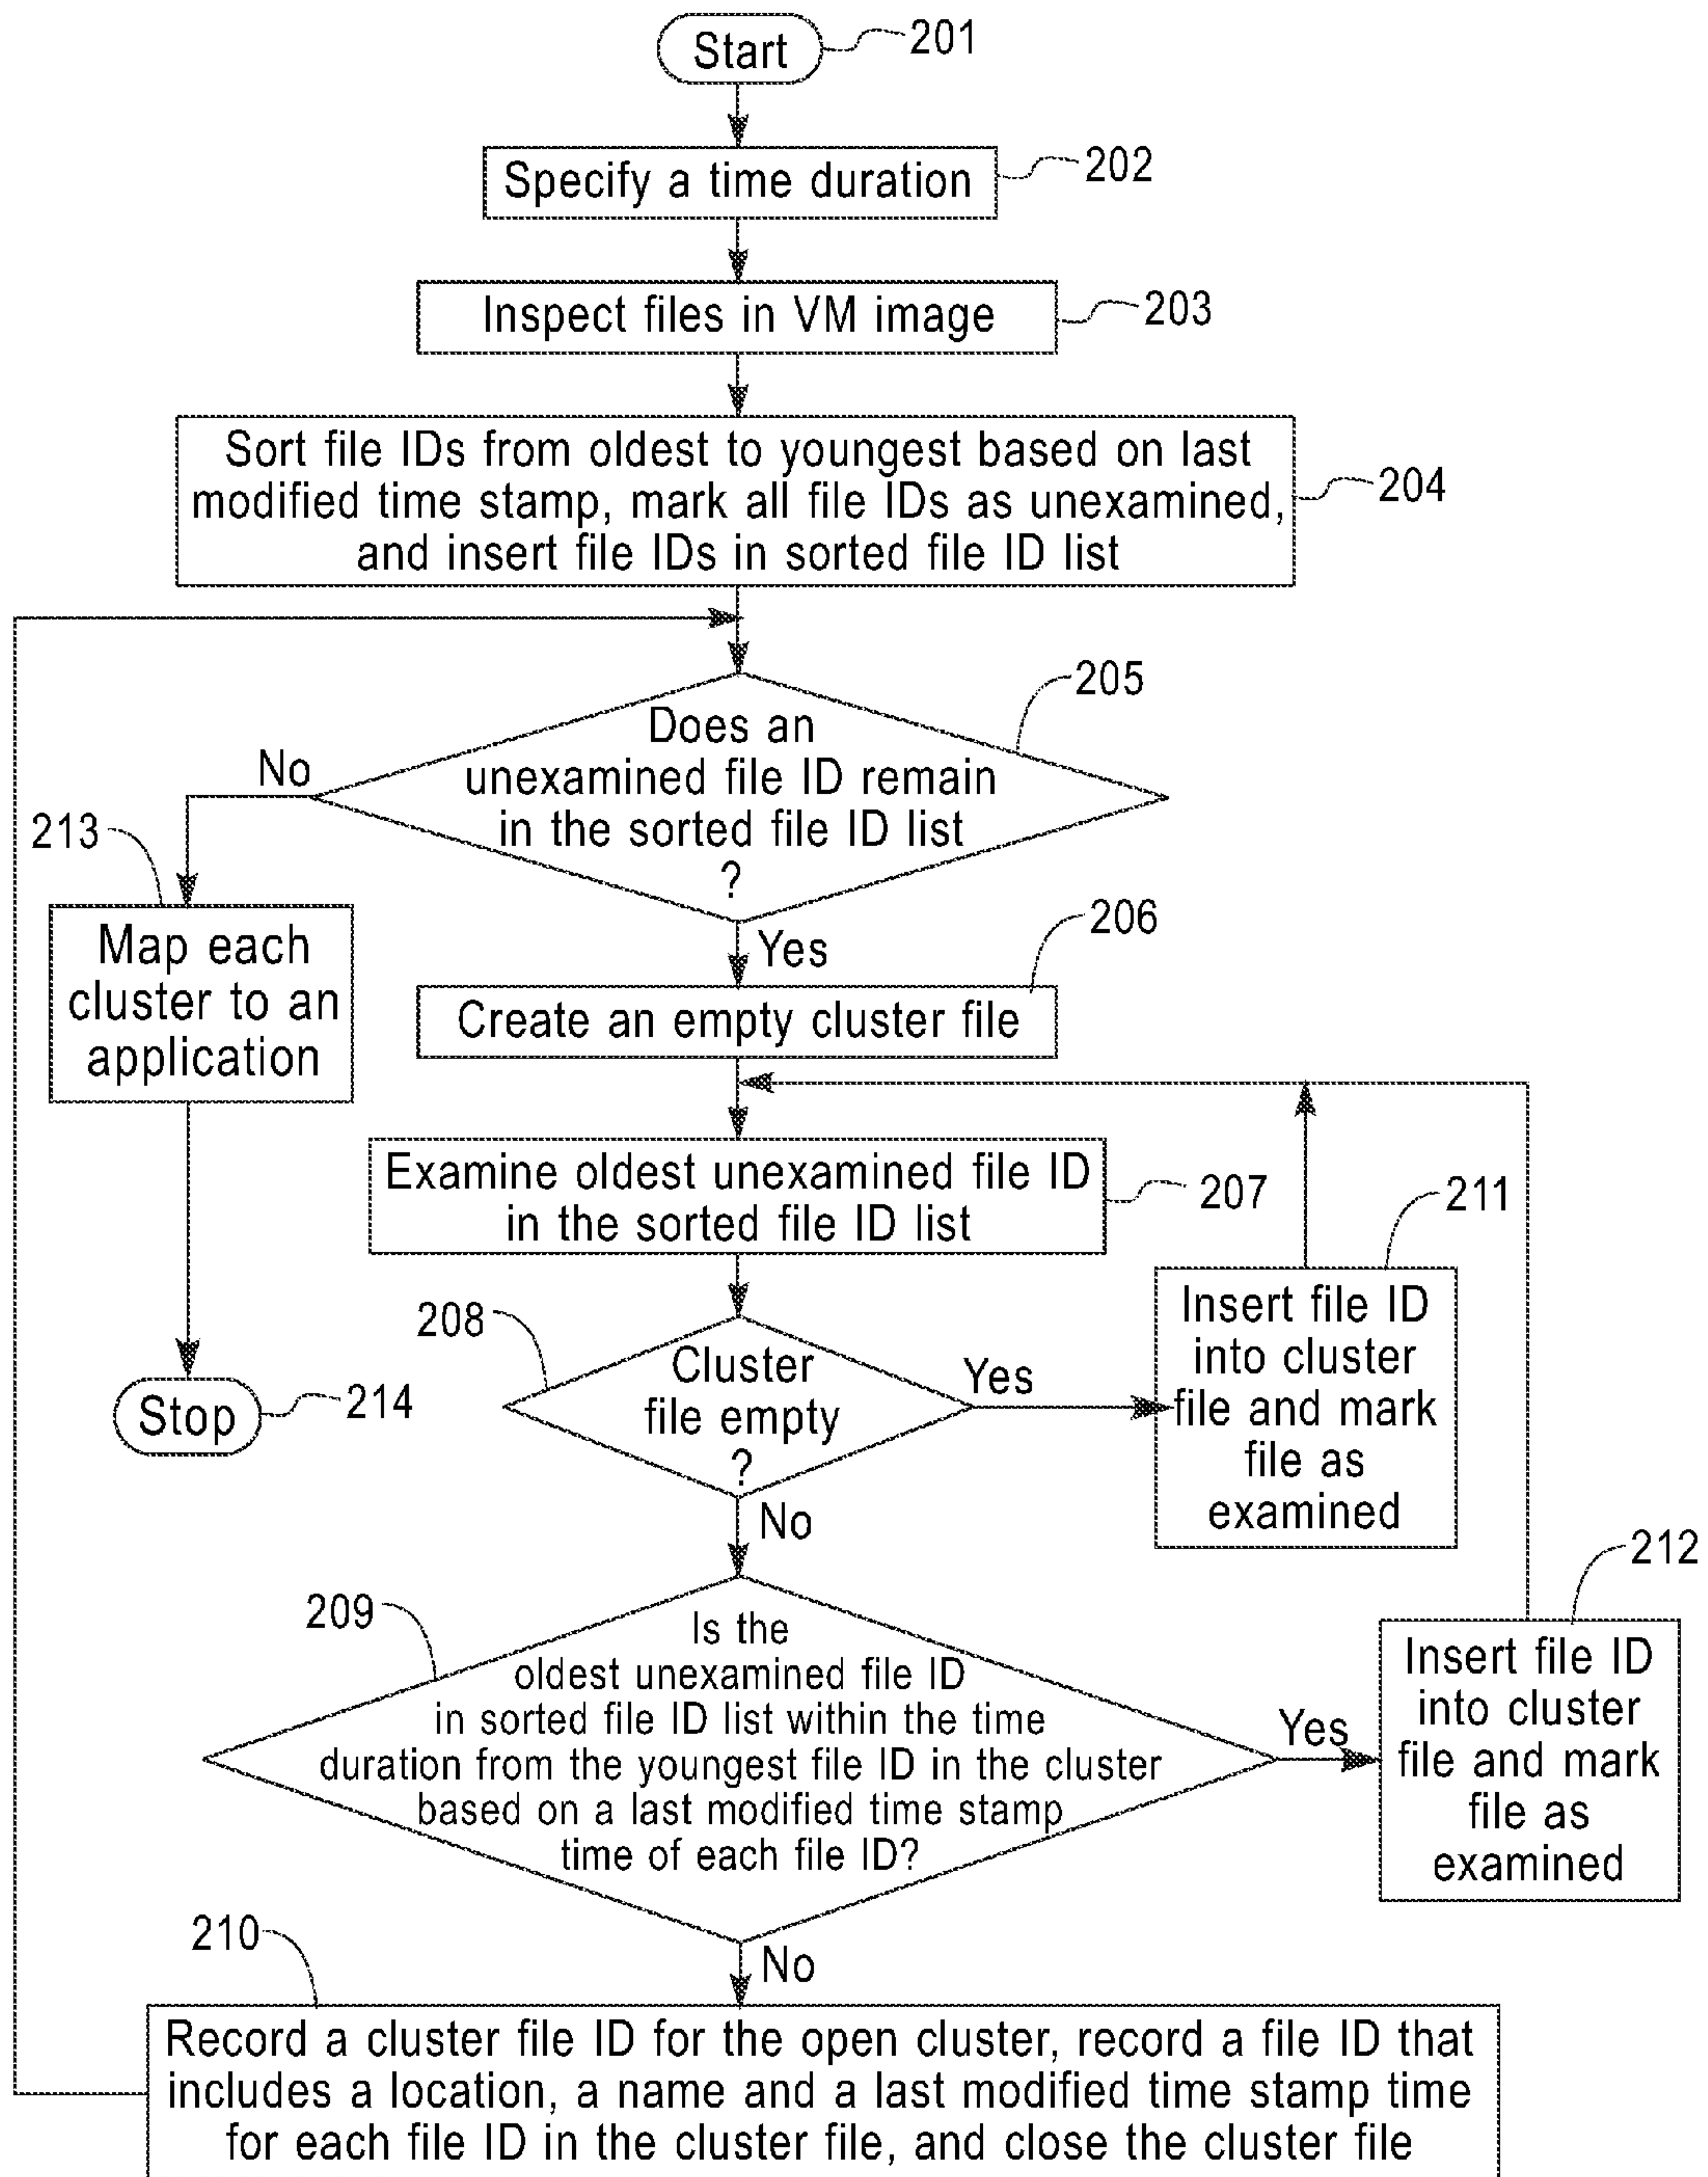 Start
201
Specify a time duration
202
Inspect files in VM image
203
Sort file IDs from oldest to youngest based on last
modified time stamp, mark all file IDs as unexamined,
and insert file IDs in sorted file ID list
204
205
Does an
unexamined file ID remain
in the sorted file ID list
?
No
213
Map each
cluster to an
application
Yes
206
Create an empty cluster file
Examine oldest unexamined file ID
in the sorted file ID list
207
211
Insert file ID
into cluster
file and mark
file as
examined
208
Cluster
file empty
?
Yes
Stop
214
No
212
Insert file ID
into cluster
file and mark
file as
examined
209
Is the
oldest unexamined file ID
in sorted file ID list within the time
duration from the youngest file ID in the cluster
based on a last modified time stamp
time of each file ID?
Yes
210
No
Record a cluster file ID for the open cluster, record a file ID that
includes a location, a name and a last modified time stamp time
for each file ID in the cluster file, and close the cluster file